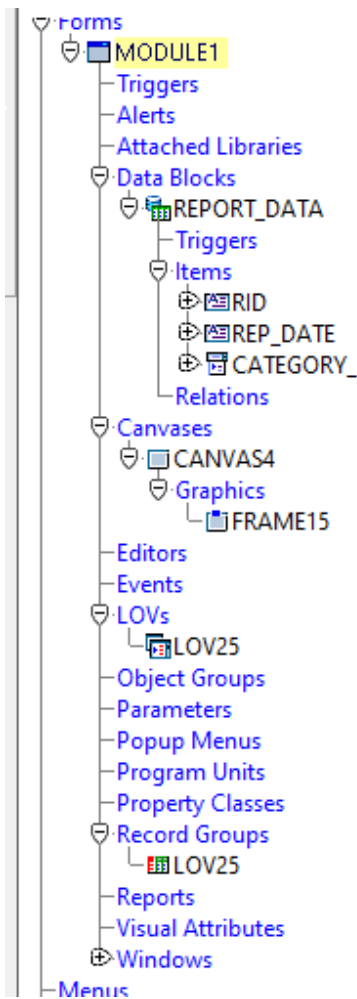 Forms
MODULE1
Triggers
Alerts
Attached Libraries
Data Blocks
REPORT_DATA
Triggers
Items
RID
REP_DATE
CATEGORY_
Relations
Canvases
CANVAS4
Graphics
FRAME15
Editors
Events
LOVs
LOV25
Object Groups
Parameters
Popup Menus
Program Units
Property Classes
Record Groups
LOV25
Reports
Visual Attributes
Windows
Menus